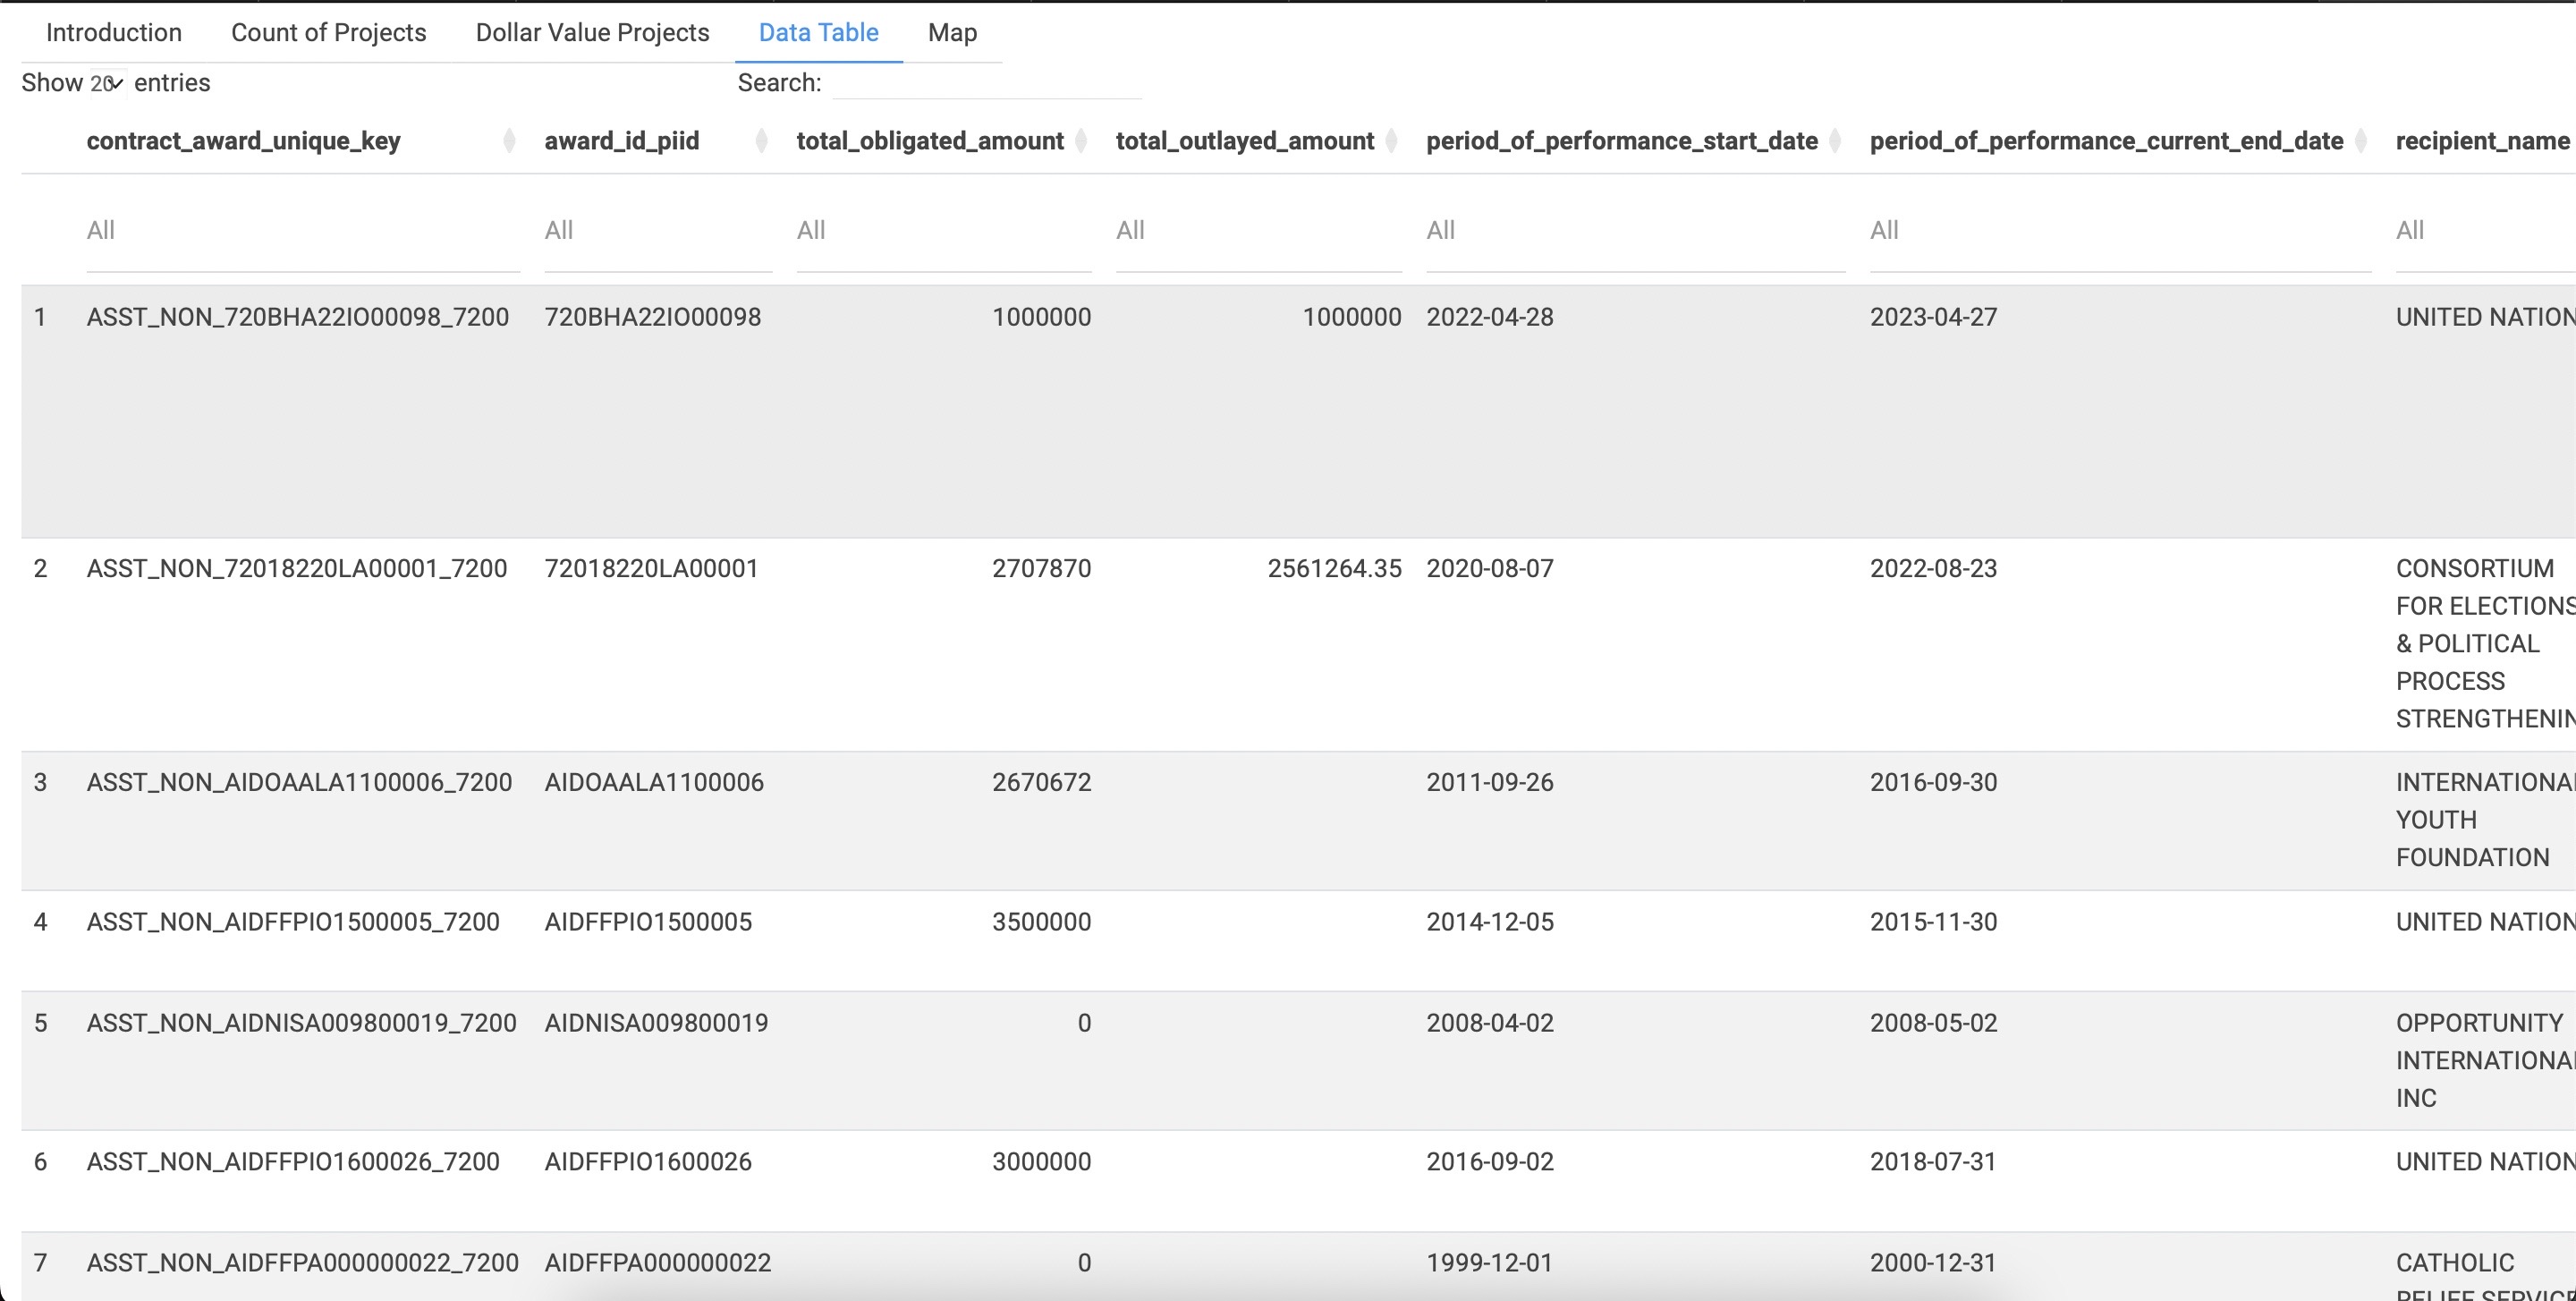 Introduction Count of Projects Dollar Value Projects Data Table Map
Show 20 entries Search:
contract_award_unique_key award_id_piid total_obligated_amount total_outlayed_amount period_of_performance_start_date period_of_performance_current_end_date recipient_name
All All All All All All All
1 ASST_NON_720BHA22IO00098_7200 720BHA22IO00098 1000000 1000000 2022-04-28 2023-04-27 UNITED NATION
2 ASST_NON_72018220LA00001_7200 72018220LA00001 2707870 2561264.35 2020-08-07 2022-08-23 CONSORTIUM
FOR ELECTIONS
& POLITICAL
PROCESS
STRENGTHENIN
3 ASST_NON_AIDOAALA1100006_7200 AIDOAALA1100006 2670672 2011-09-26 2016-09-30 INTERNATIONAL
YOUTH
FOUNDATION
4 ASST_NON_AIDFFPIO1500005_7200 AIDFFPIO1500005 3500000 2014-12-05 2015-11-30 UNITED NATION
5 ASST_NON_AIDNISA009800019_7200 AIDNISA009800019 0 2008-04-02 2008-05-02 OPPORTUNITY
INTERNATIONAL
INC
6 ASST_NON_AIDFFPIO1600026_7200 AIDFFPIO1600026 3000000 2016-09-02 2018-07-31 UNITED NATION
7 ASST_NON_AIDFFPA000000022_7200 AIDFFPA000000022 0 1999-12-01 2000-12-31 CATHOLIC
RELIEF SERVICE